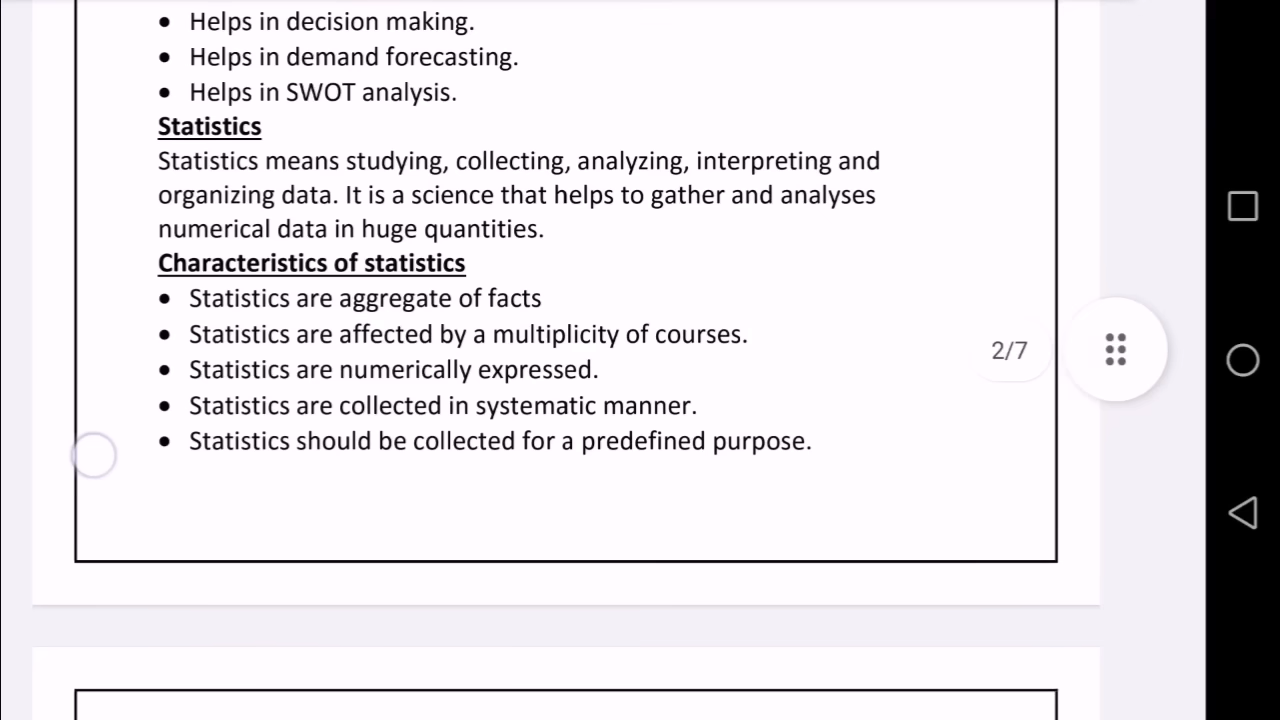 • Helps in decision making.
• Helps in demand forecasting.
• Helps in SWOT analysis.
Statistics
Statistics means studying, collecting, analyzing, interpreting and
organizing data. It is a science that helps to gather and analyses
numerical data in huge quantities.
Characteristics of statistics
• Statistics are aggregate of facts
• Statistics are affected by a multiplicity of courses.
• Statistics are numerically expressed.
• Statistics are collected in systematic manner.
• Statistics should be collected for a predefined purpose.
2/7